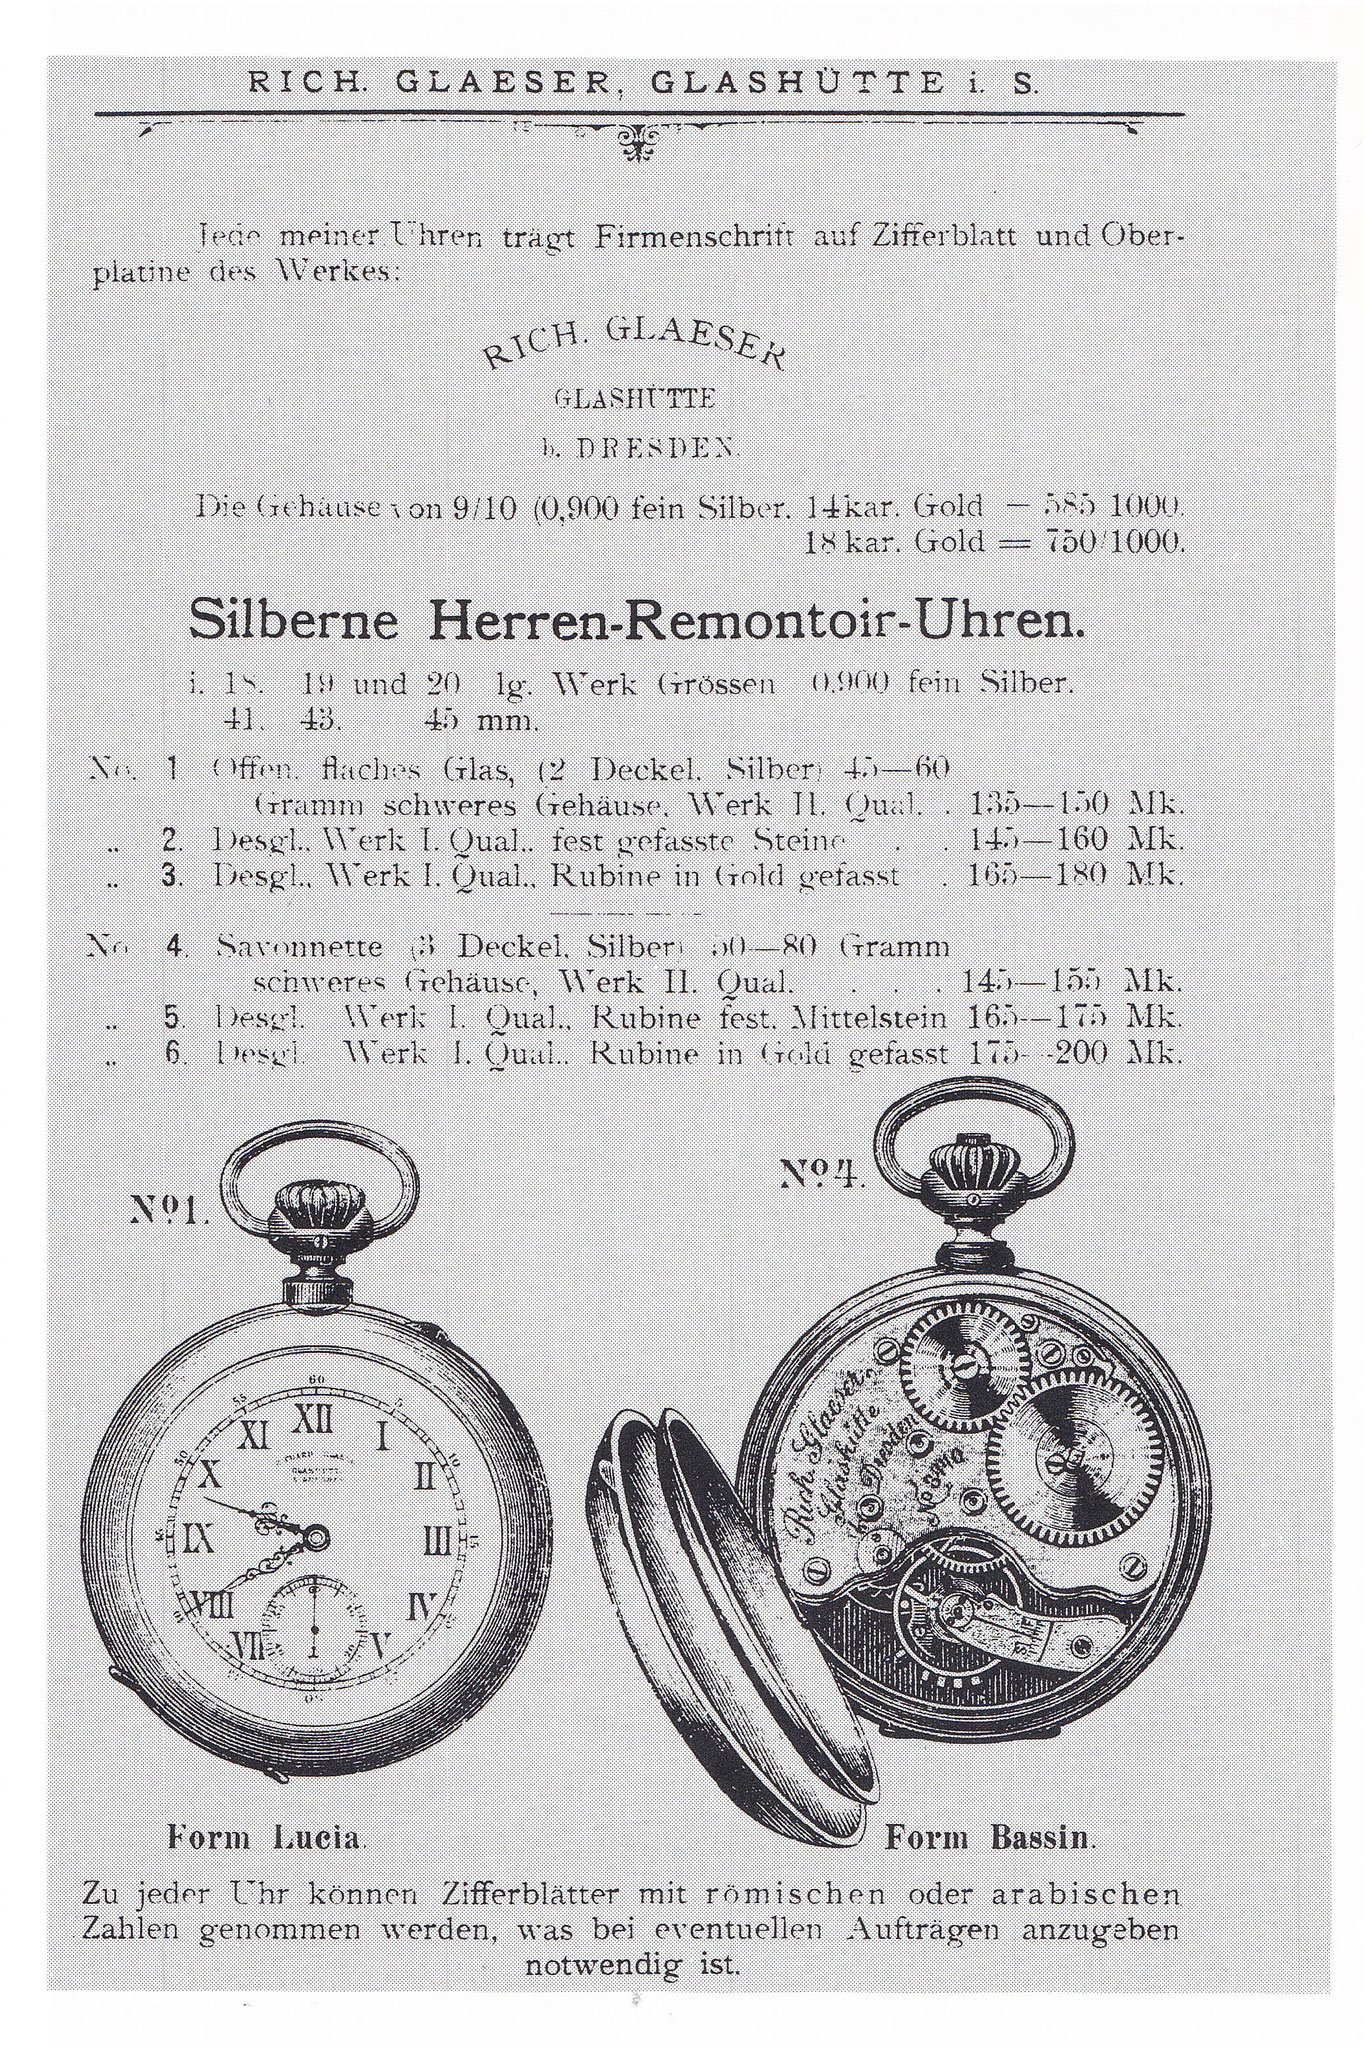 RICH. GLAESER, GLASHÜTTE i. S.
Jede meiner Uhren trägt Firmenschrift auf Zifferblatt und Ober-
platine des Werkes:
RICH. GLAESER
GLASHÜTTE
b. DRESDEN.
Die Gehäuse von 9/10 (0,900 fein Silber. 14kar. Gold = 585/1000.
18 kar. Gold = 750/1000.
Silberne Herren-Remontoir-Uhren.
i. 18. 19 und 20 lg. Werk Grössen 0.900 fein Silber.
41. 43. 45 mm.
No. 1 Offen, flaches Glas, (2 Deckel, Silber) 45—60
Gramm schweres Gehäuse, Werk II. Qual. . 135—150 Mk.
„ 2. Desgl., Werk I. Qual., fest gefasste Steine . . 145—160 Mk.
„ 3. Desgl., Werk I. Qual., Rubine in Gold gefasst . 165—180 Mk.
No 4. Savonnette (3 Deckel, Silber) 50—80 Gramm
schweres Gehäuse, Werk II. Qual. . . . 145—155 Mk.
„ 5. Desgl. Werk I. Qual., Rubine fest. Mittelstein 165—175 Mk.
„ 6. Desgl. Werk I. Qual., Rubine in Gold gefasst 175—200 Mk.
No 1.
No 4.
60
55
5
50
10
15
XII
I
II
III
IV
V
VII
VIII
IX
X
XI
GLASHÜTTE
Rich. Glaeser
Glashütte
b/ Dresden
Form Lucia.
Form Bassin.
Zu jeder Uhr können Zifferblätter mit römischen oder arabischen
Zahlen genommen werden, was bei eventuellen Aufträgen anzugeben
notwendig ist.